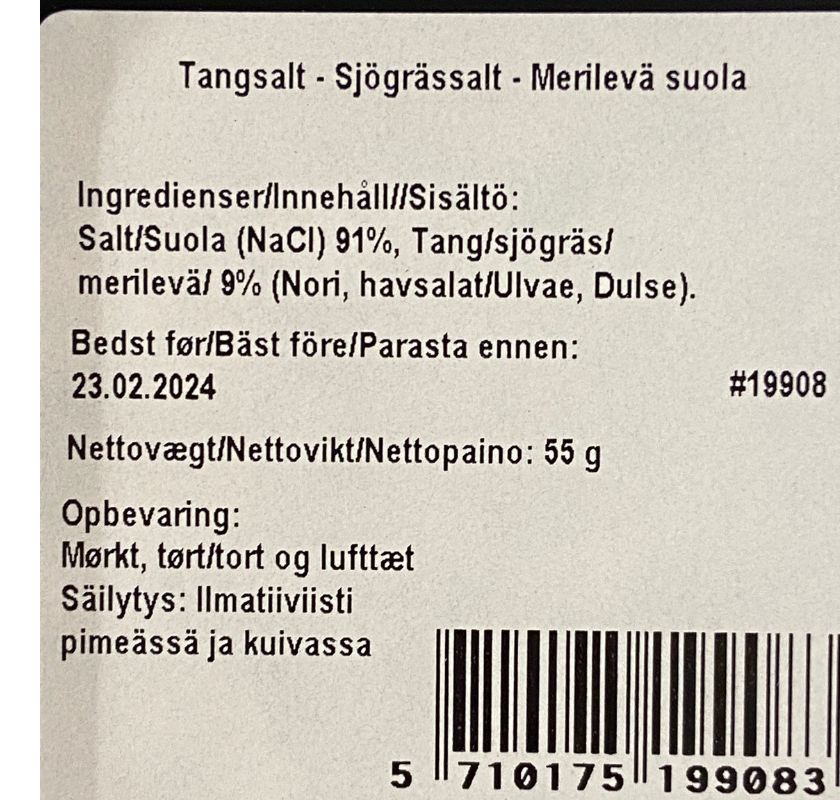 Tangsalt - Sjögrässalt - Merilevä suola
Ingredienser/Innehåll//Sisältö:
Salt/Suola (NaCl) 91%, Tang/sjögräs/
merilevä/ 9% (Nori, havsalat/Ulvae, Dulse).
Bedst før/Bäst före/Parasta ennen:
23.02.2024 #19908
Nettovægt/Nettovikt/Nettopaino: 55 g
Opbevaring:
Mørkt, tørt/tort og lufttæt
Säilytys: Ilmatiiviisti
pimeässä ja kuivassa
5 710175 199083